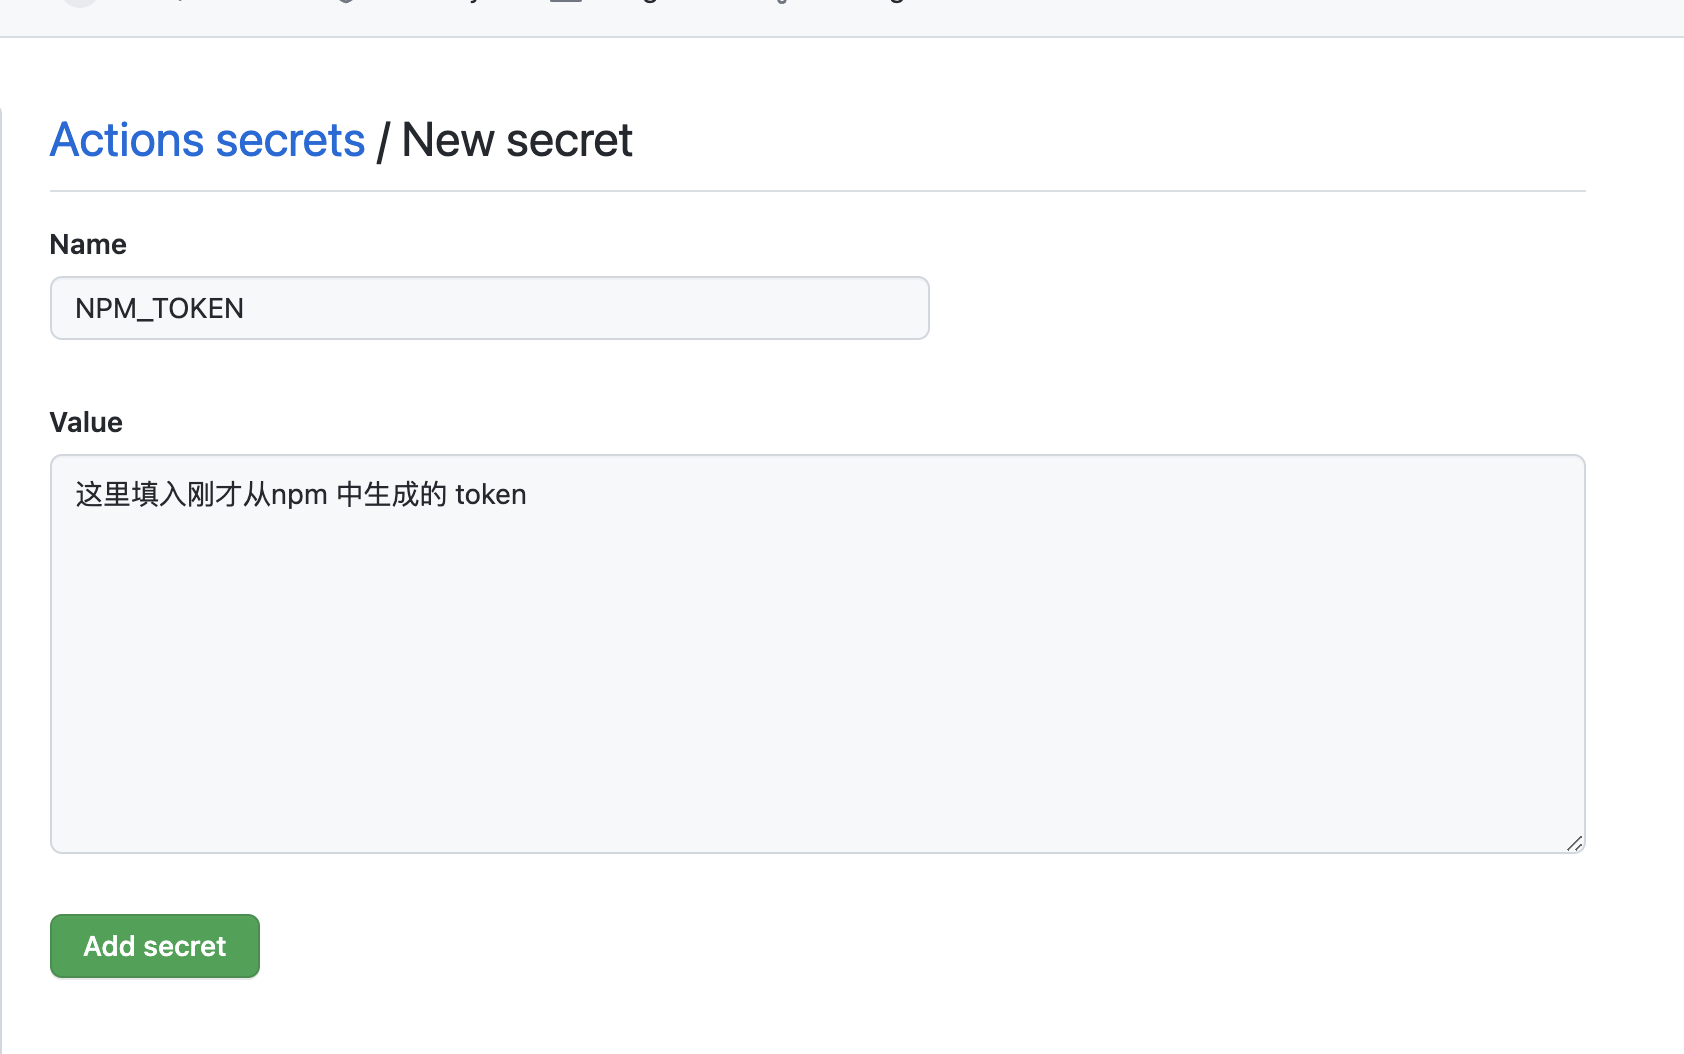 Actions secrets / New secret
Name
NPM_TOKEN
Value
这里填入刚才从npm 中生成的 token
Add secret